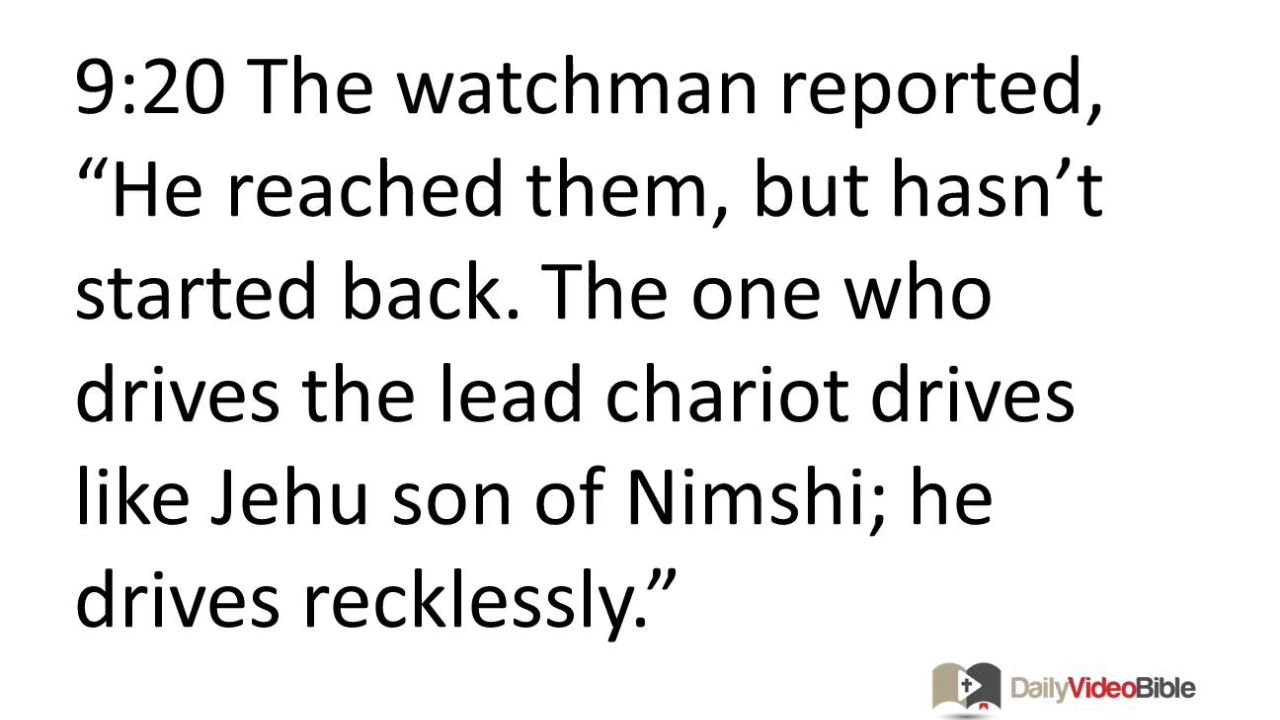 9:20 The watchman reported,
“He reached them, but hasn’t
started back. The one who
drives the lead chariot drives
like Jehu son of Nimshi; he
drives recklessly.”
DailyVideoBible